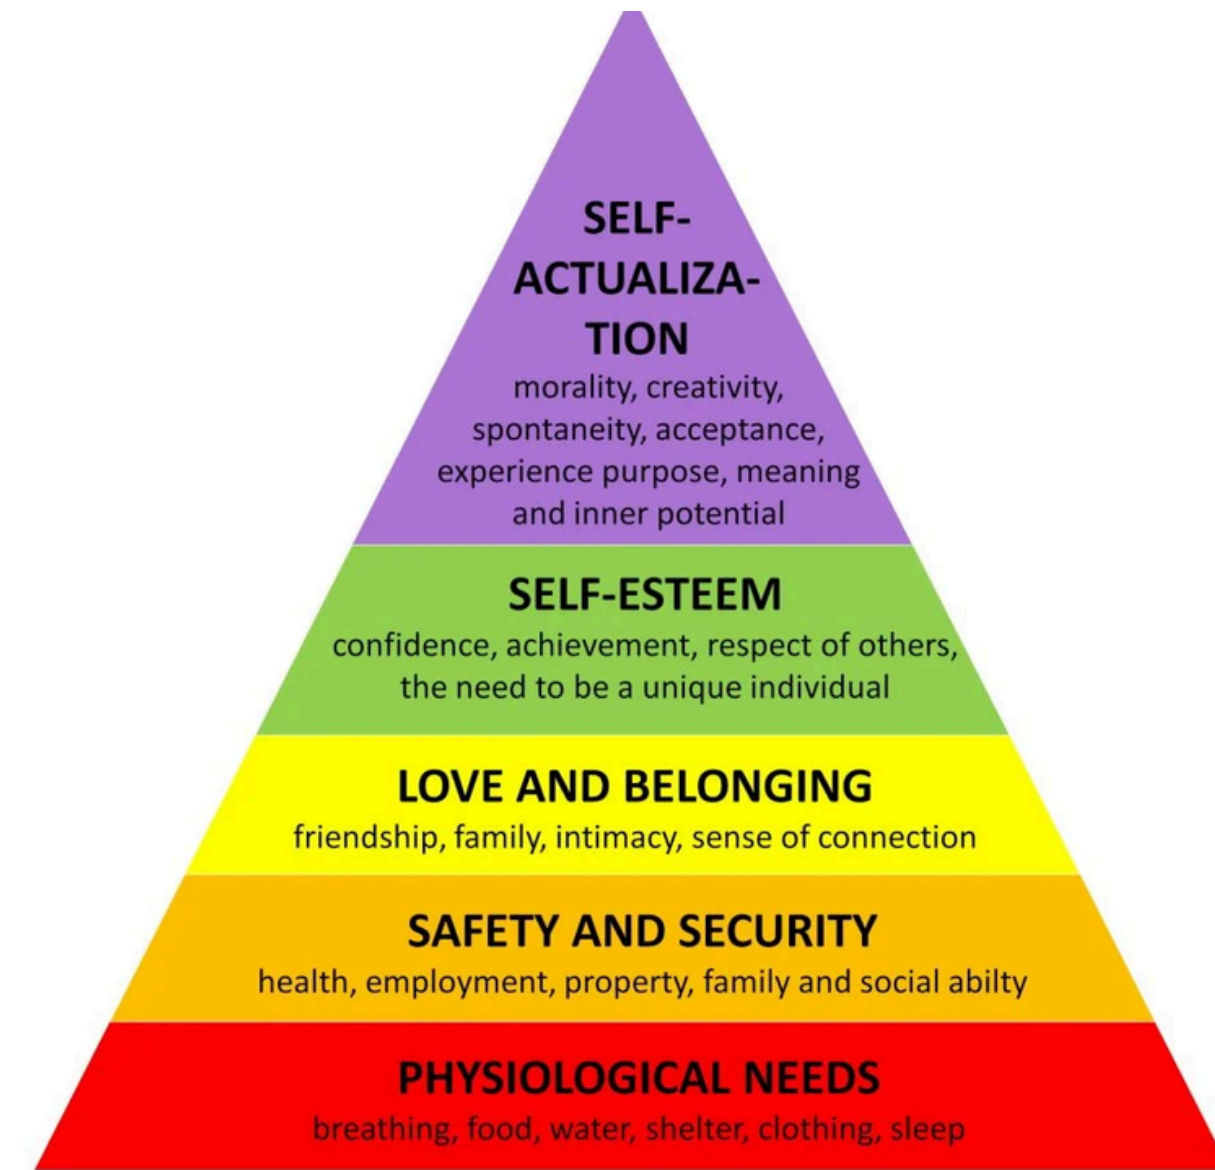 SELF-
ACTUALIZA-
TION
morality, creativity,
spontaneity, acceptance,
experience purpose, meaning
and inner potential
SELF-ESTEEM
confidence, achievement, respect of others,
the need to be a unique individual
LOVE AND BELONGING
friendship, family, intimacy, sense of connection
SAFETY AND SECURITY
health, employment, property, family and social abilty
PHYSIOLOGICAL NEEDS
breathing, food, water, shelter, clothing, sleep